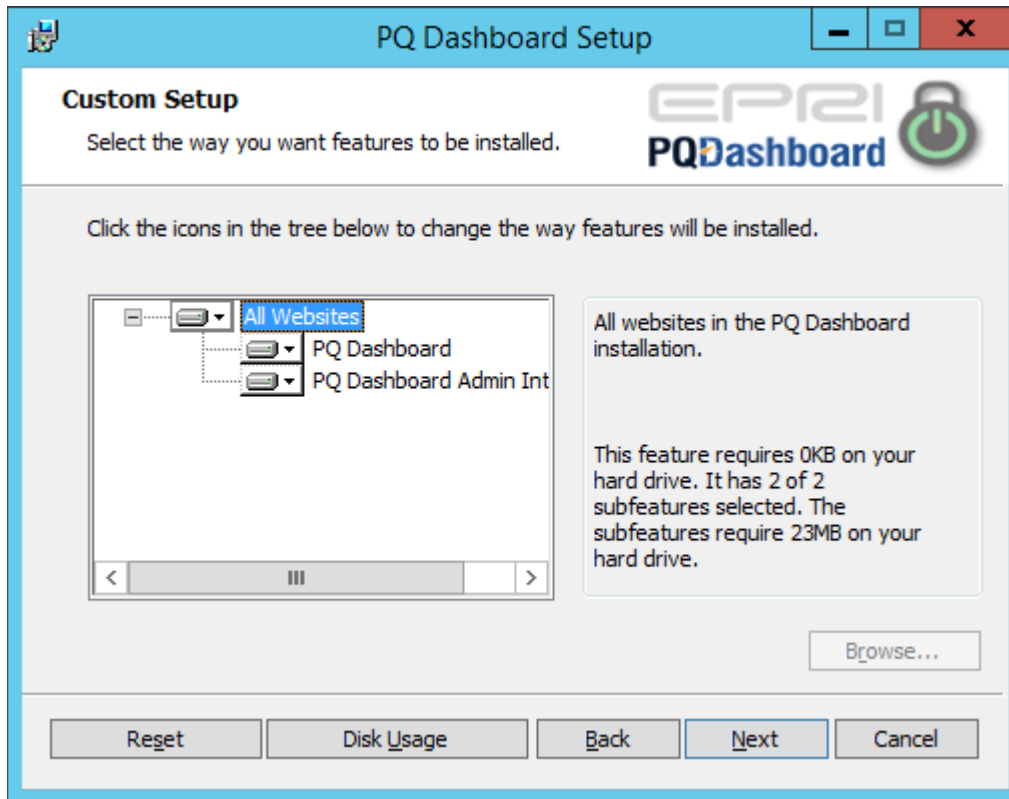 PQ Dashboard Setup
Custom Setup
Select the way you want features to be installed.
EPRI
PQDashboard
Click the icons in the tree below to change the way features will be installed.
All Websites
PQ Dashboard
PQ Dashboard Admin Int
All websites in the PQ Dashboard
installation.
This feature requires 0KB on your
hard drive. It has 2 of 2
subfeatures selected. The
subfeatures require 23MB on your
hard drive.
Browse...
Reset
Disk Usage
Back
Next
Cancel